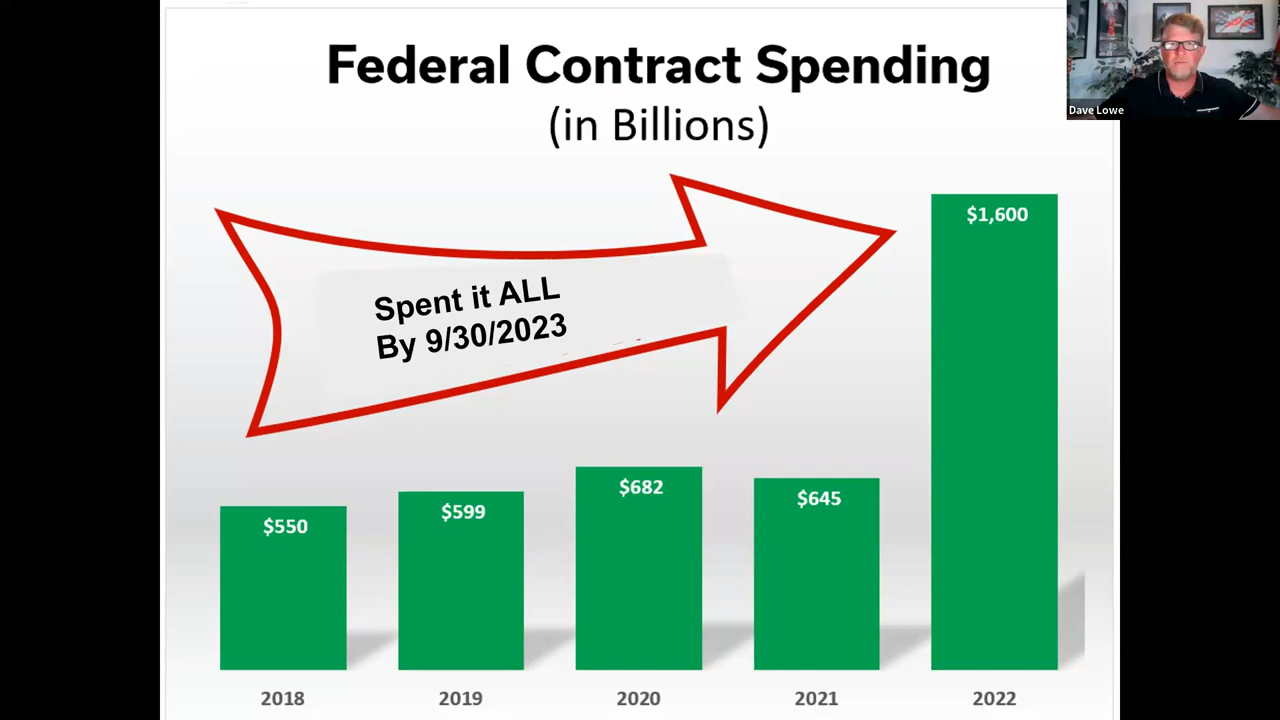 Federal Contract Spending
(in Billions)
Dave Lowe
Spent it ALL
By 9/30/2023
$550
$599
$682
$645
$1,600
2018
2019
2020
2021
2022